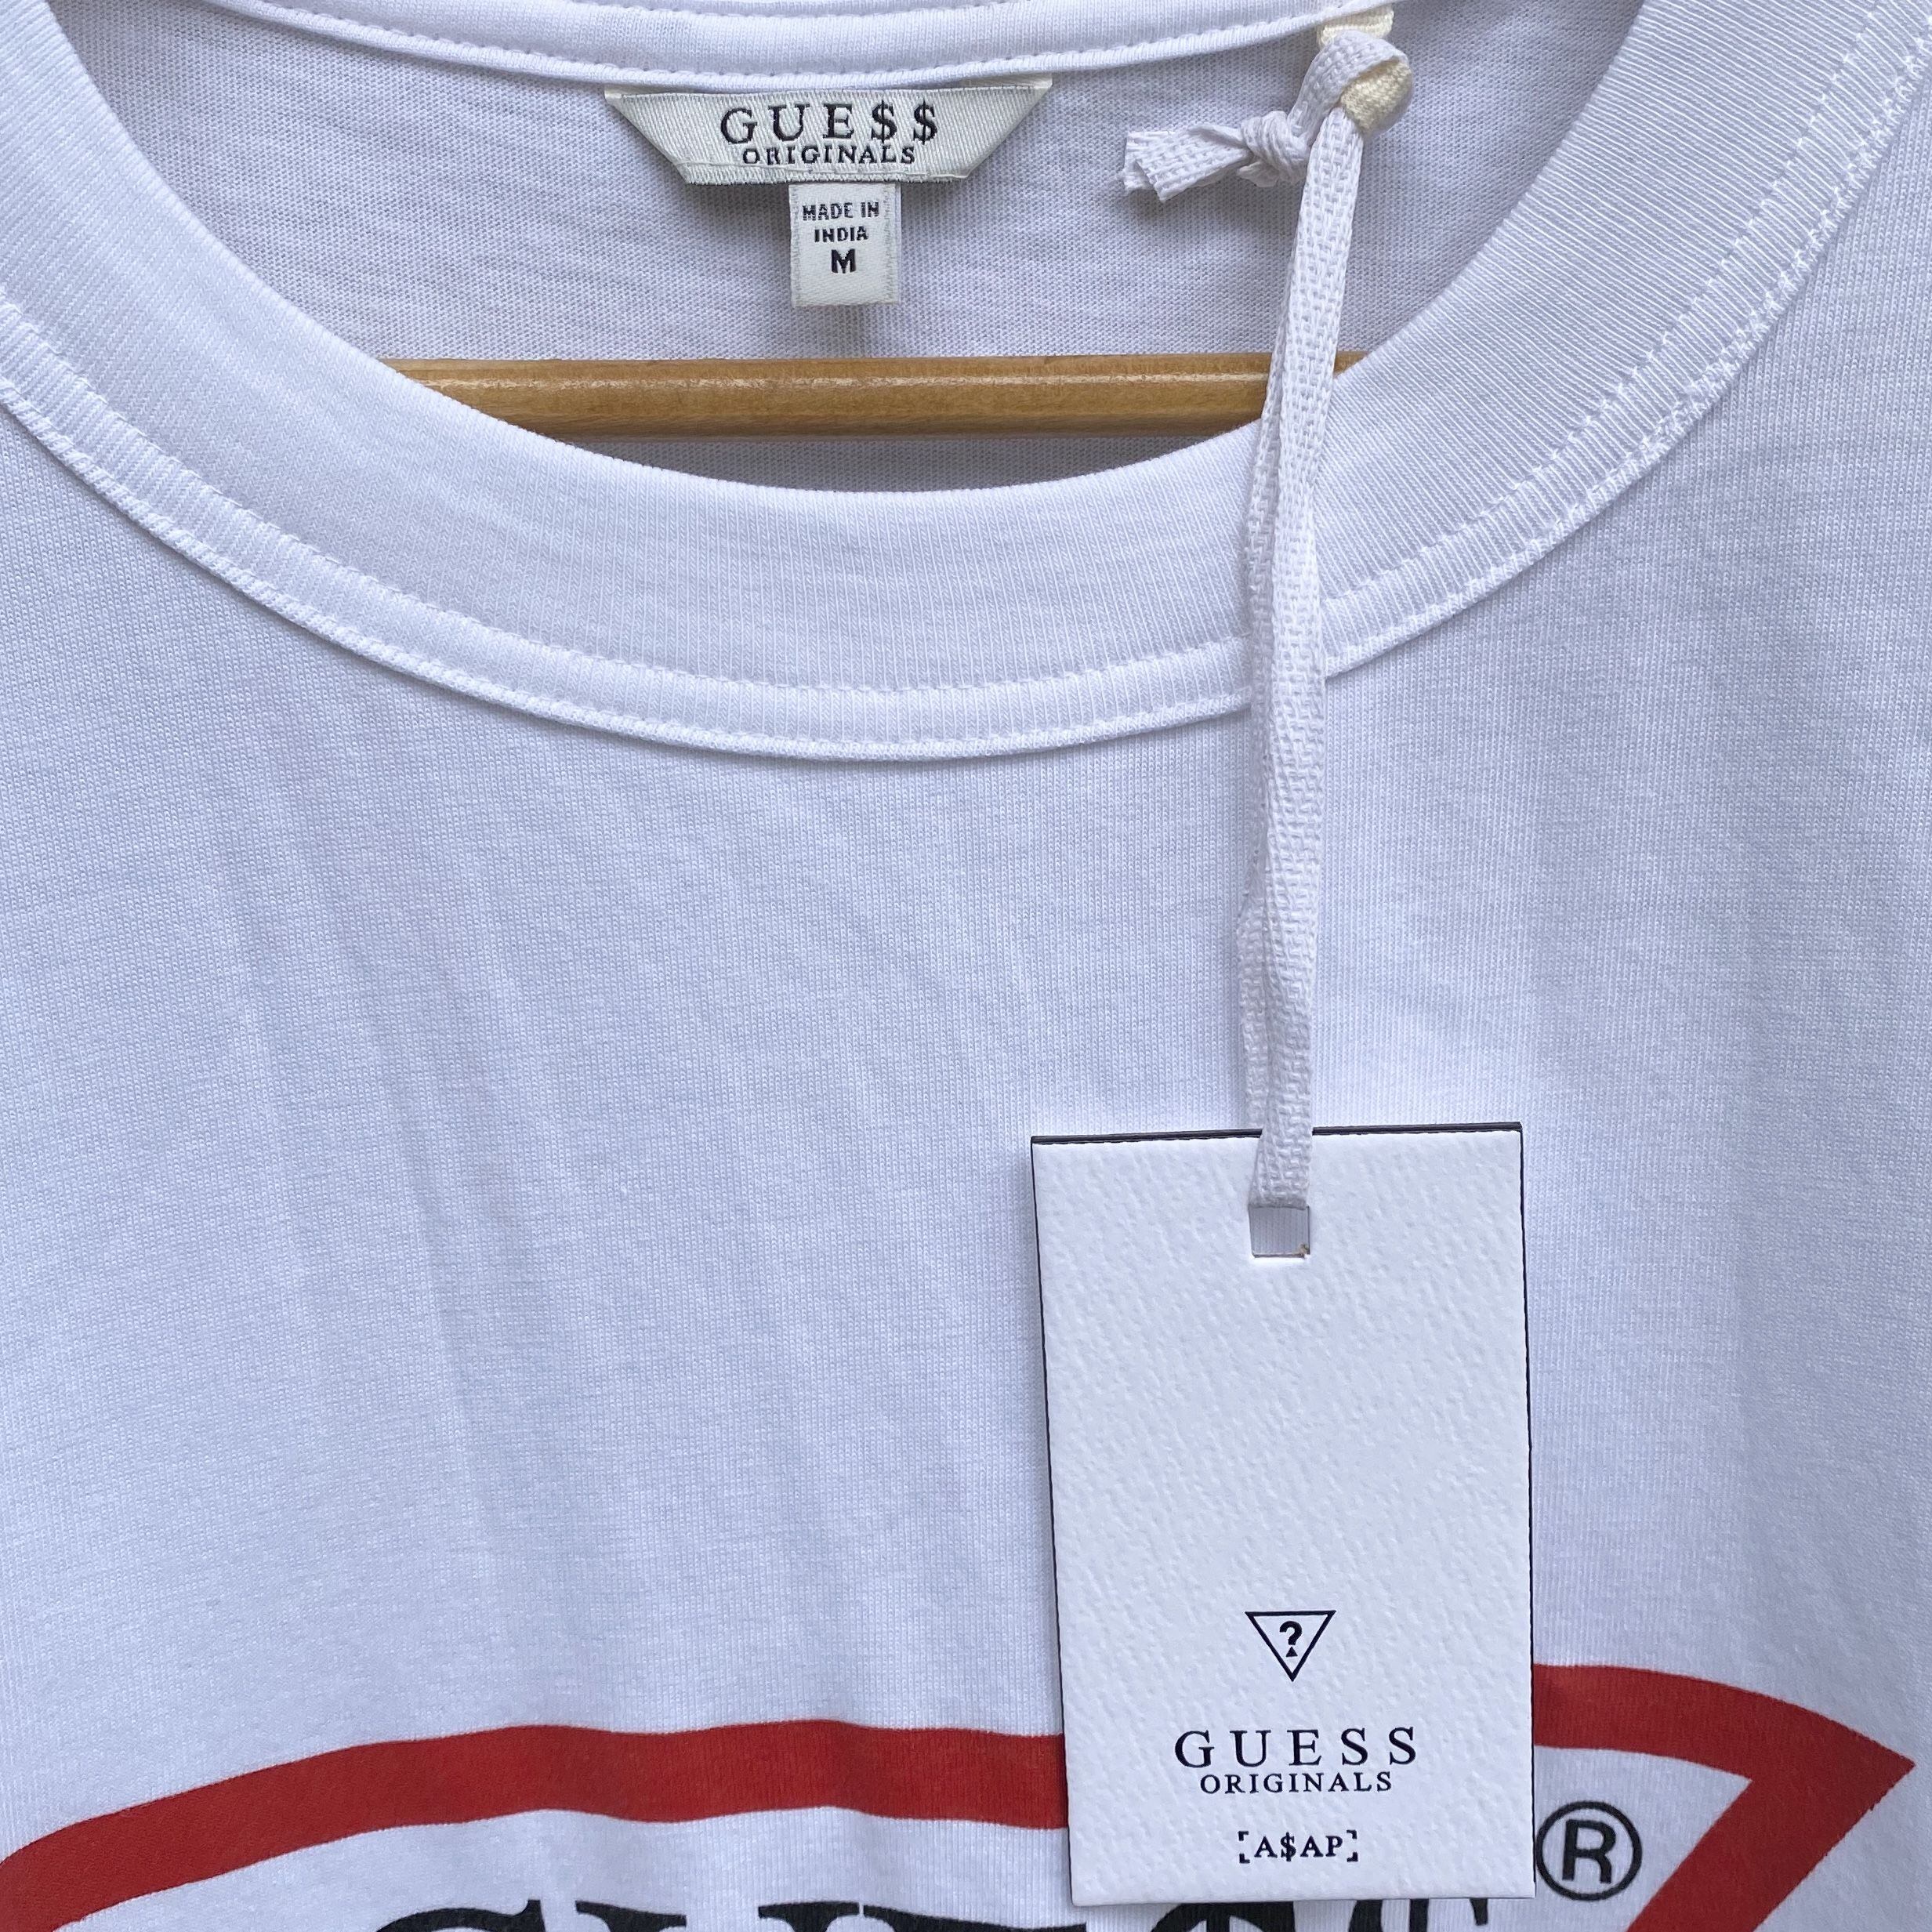 GUE$$
ORIGINALS
MADE IN
INDIA
M
?
GUESS
ORIGINALS
[A$AP]
®